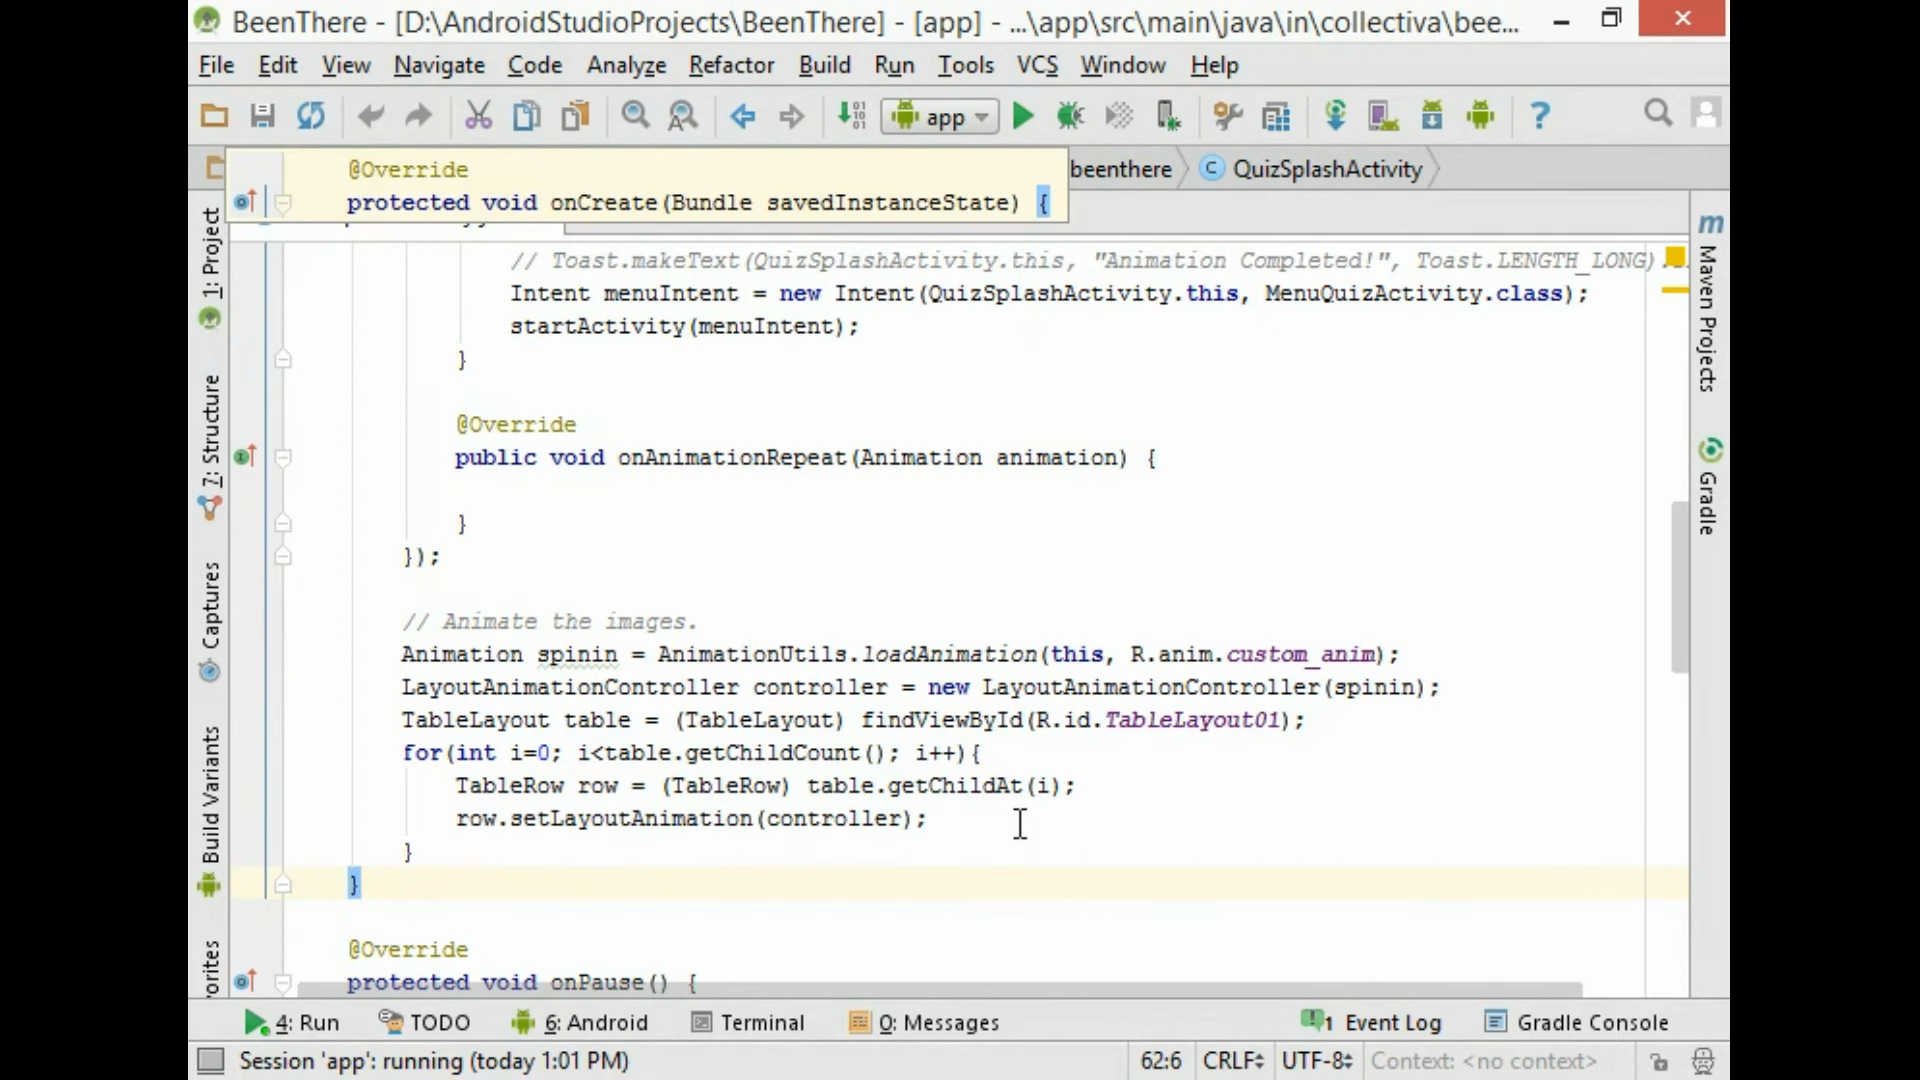 BeenThere - [D:\AndroidStudioProjects\BeenThere] - [app] - ...\app\src\main\java\in\collectiva\bee...
File Edit View Navigate Code Analyze Refactor Build Run Tools VCS Window Help
app
beenthere QuizSplashActivity
@Override
protected void onCreate(Bundle savedInstanceState) {
// Toast.makeText(QuizSplashActivity.this, "Animation Completed!", Toast.LENGTH_LONG)
Intent menuIntent = new Intent(QuizSplashActivity.this, MenuQuizActivity.class);
startActivity(menuIntent);
}
@Override
public void onAnimationRepeat(Animation animation) {
}
});
// Animate the images.
Animation spinin = AnimationUtils.loadAnimation(this, R.anim.custom_anim);
LayoutAnimationController controller = new LayoutAnimationController(spinin);
TableLayout table = (TableLayout) findViewById(R.id.TableLayout01);
for(int i=0; i<table.getChildCount(); i++){
TableRow row = (TableRow) table.getChildAt(i);
row.setLayoutAnimation(controller);
}
}
@Override
protected void onPause() {
1: Project
7: Structure
Captures
Build Variants
orites
m
Maven Projects
Gradle
4: Run TODO 6: Android Terminal 0: Messages 1 Event Log Gradle Console
Session 'app': running (today 1:01 PM) 62:6 CRLF UTF-8 Context: <no context>